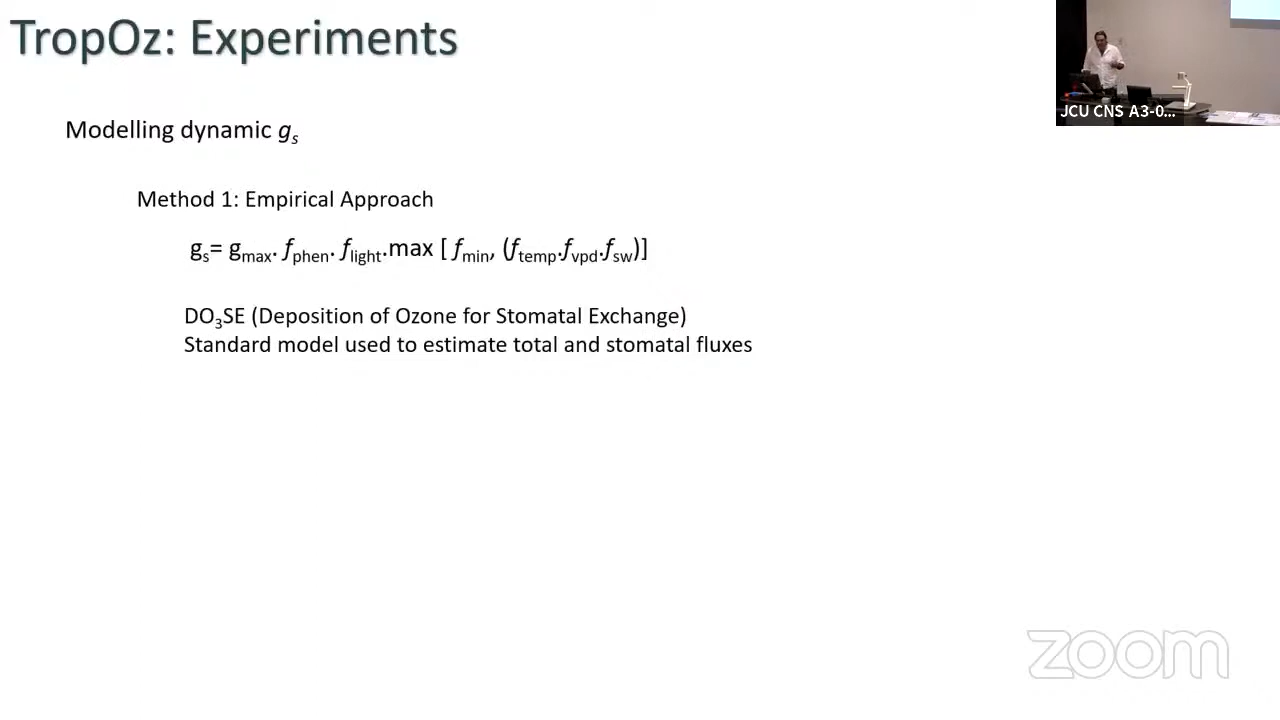 TropOz: Experiments
JCU CNS A3-0...
Modelling dynamic gs
Method 1: Empirical Approach
gs= gmax. fphen. flight.max [ fmin, (ftemp.fvpd.fsw)]
DO3SE (Deposition of Ozone for Stomatal Exchange)
Standard model used to estimate total and stomatal fluxes
zoom